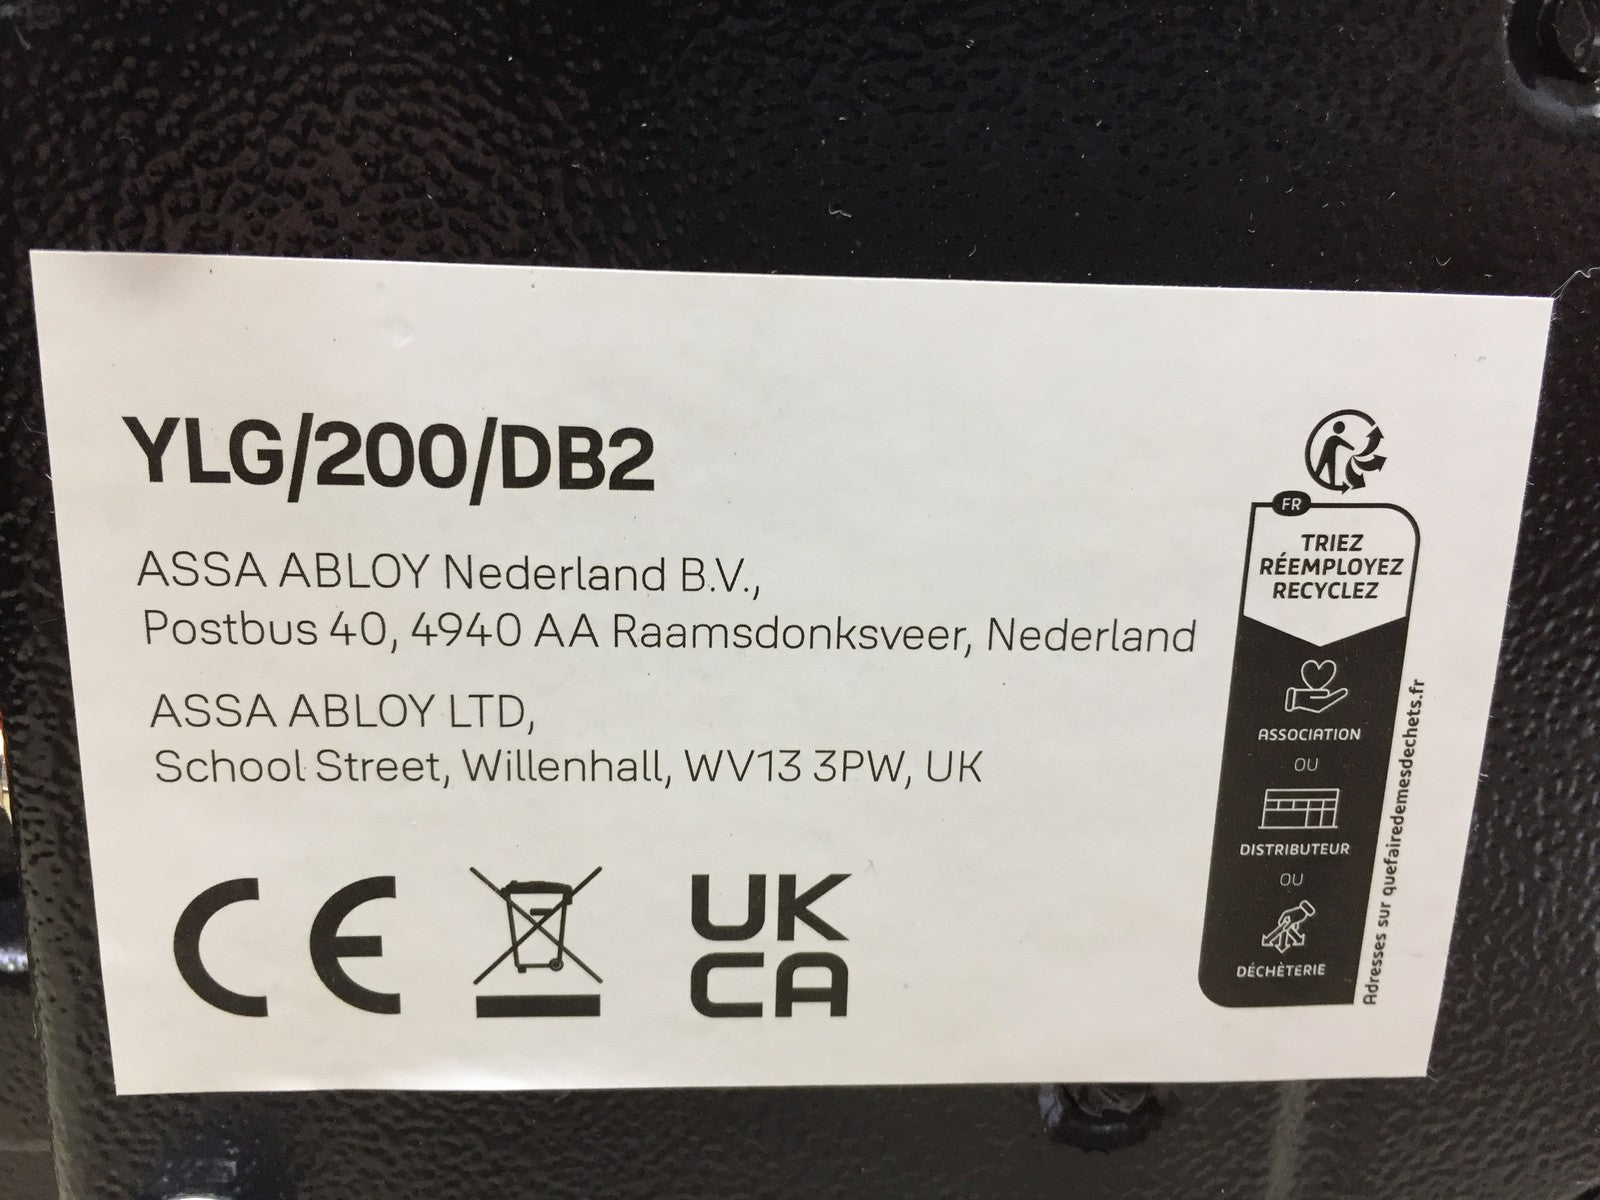 YLG/200/DB2
ASSA ABLOY Nederland B.V.,
Postbus 40, 4940 AA Raamsdonksveer, Nederland
ASSA ABLOY LTD,
School Street, Willenhall, WV13 3PW, UK
CE
UK
CA
FR
TRIEZ
RÉEMPLOYEZ
RECYCLEZ
ASSOCIATION
OU
DISTRIBUTEUR
OU
DÉCHÈTERIE
Adresses sur quefairedemesdechets.fr